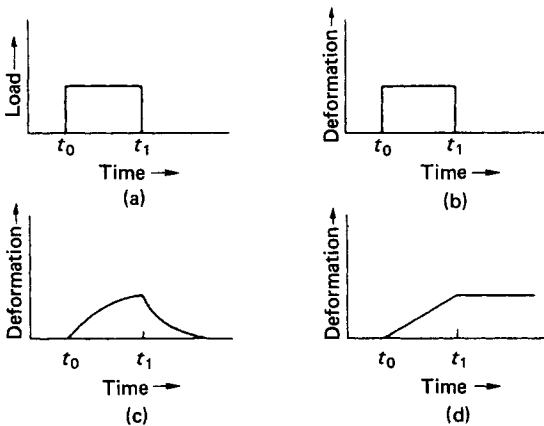 Load
t0 t1
Time
(a)
Deformation
t0 t1
Time
(b)
Deformation
t0 t1
Time
(c)
Deformation
t0 t1
Time
(d)